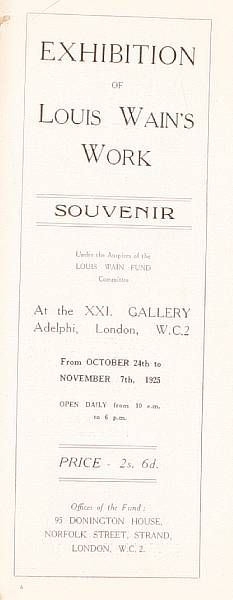 EXHIBITION
OF
LOUIS WAIN'S
WORK
SOUVENIR
Under the Auspices of the
LOUIS WAIN FUND
Committee
At the XXI. GALLERY
Adelphi, London, W.C.2
From OCTOBER 24th to
NOVEMBER 7th, 1925
OPEN DAILY from 10 a.m.
to 6 p.m.
PRICE - 2s. 6d.
Offices of the Fund:
95 DONINGTON HOUSE,
NORFOLK STREET, STRAND,
LONDON, W.C.2.